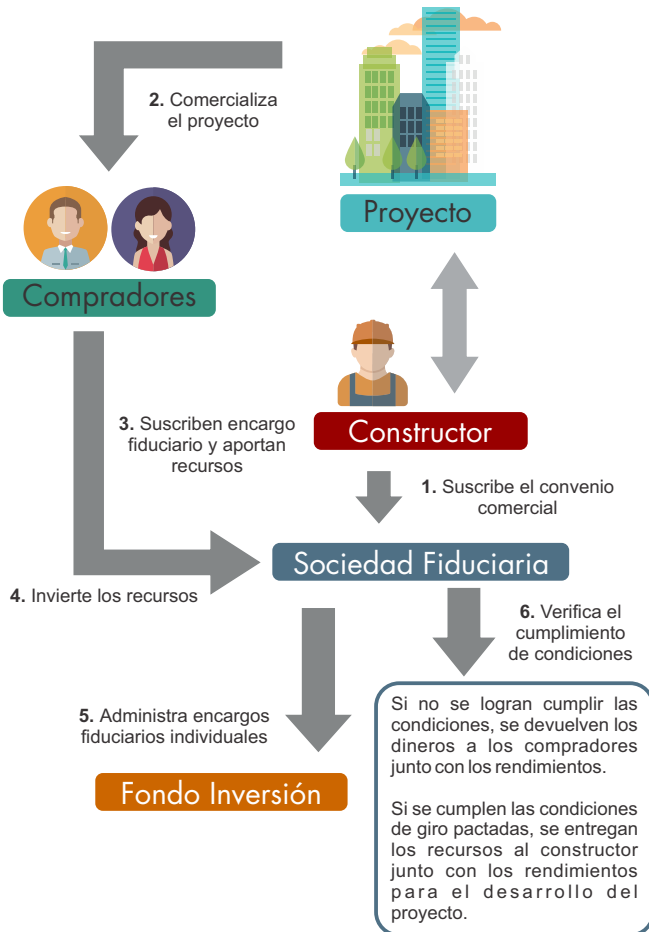 2. Comercializa
el proyecto
Proyecto
Compradores
3. Suscriben encargo
fiduciario y aportan
recursos
Constructor
1. Suscribe el convenio
comercial
Sociedad Fiduciaria
4. Invierte los recursos
6. Verifica el
cumplimiento
de condiciones
5. Administra encargos
fiduciarios individuales
Fondo Inversión
Si no se logran cumplir las
condiciones, se devuelven los
dineros a los compradores
junto con los rendimientos.
Si se cumplen las condiciones
de giro pactadas, se entregan
los recursos al constructor
junto con los rendimientos
para el desarrollo del
proyecto.